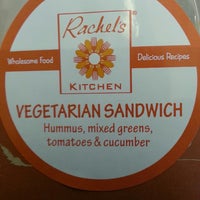 Rachel's
Wholesome Food
Delicious Recipes
KITCHEN
VEGETARIAN SANDWICH
Hummus, mixed greens,
tomatoes & cucumber